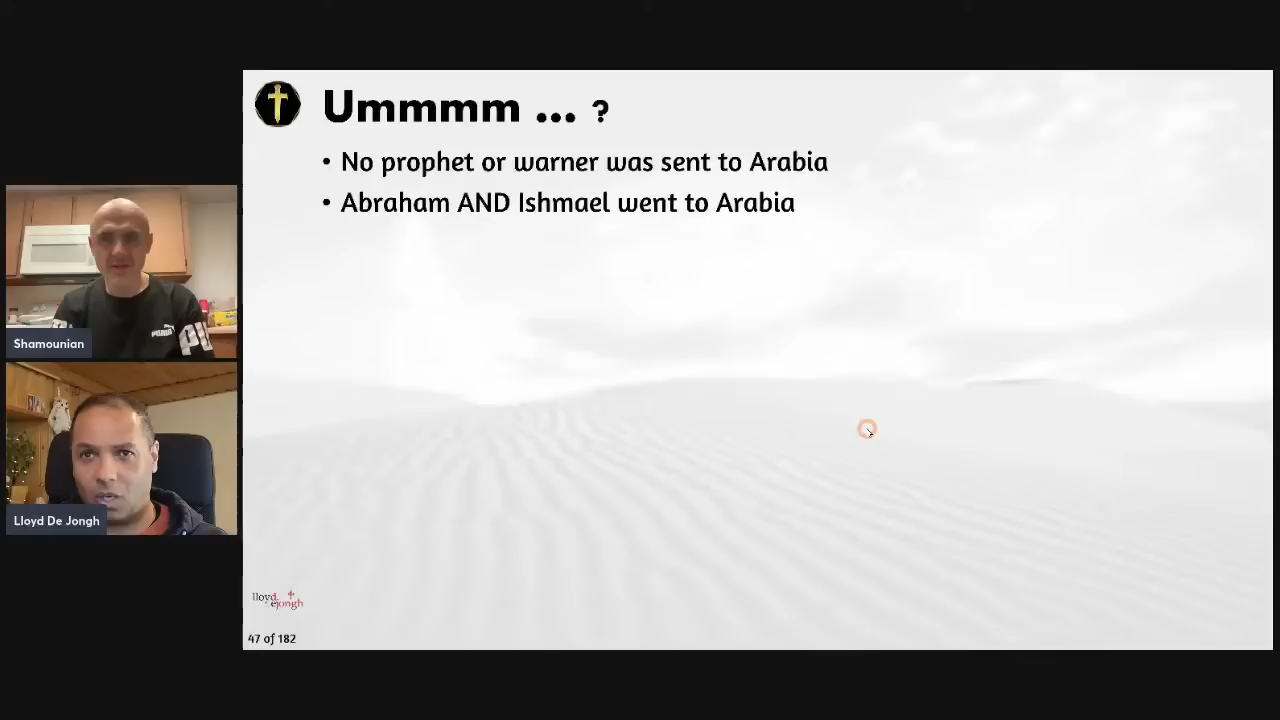 Ummmm ... ?
• No prophet or warner was sent to Arabia
• Abraham AND Ishmael went to Arabia
Shamounian
Lloyd De Jongh
lloyd
dejongh
47 of 182